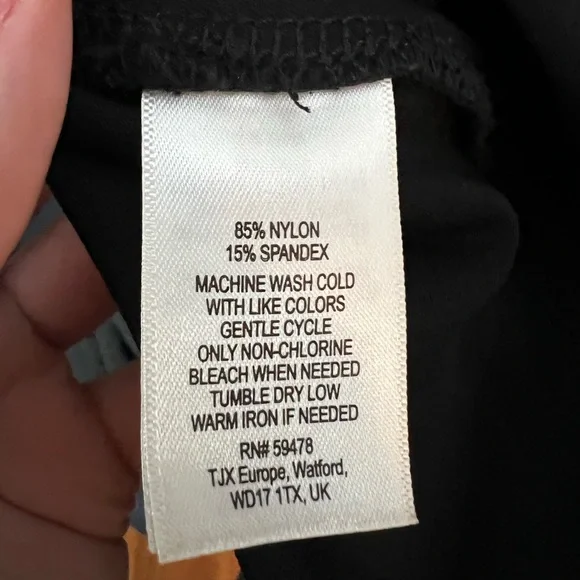 85% NYLON
15% SPANDEX
MACHINE WASH COLD
WITH LIKE COLORS
GENTLE CYCLE
ONLY NON-CHLORINE
BLEACH WHEN NEEDED
TUMBLE DRY LOW
WARM IRON IF NEEDED
RN# 59478
TJX Europe, Watford,
WD17 1TX, UK